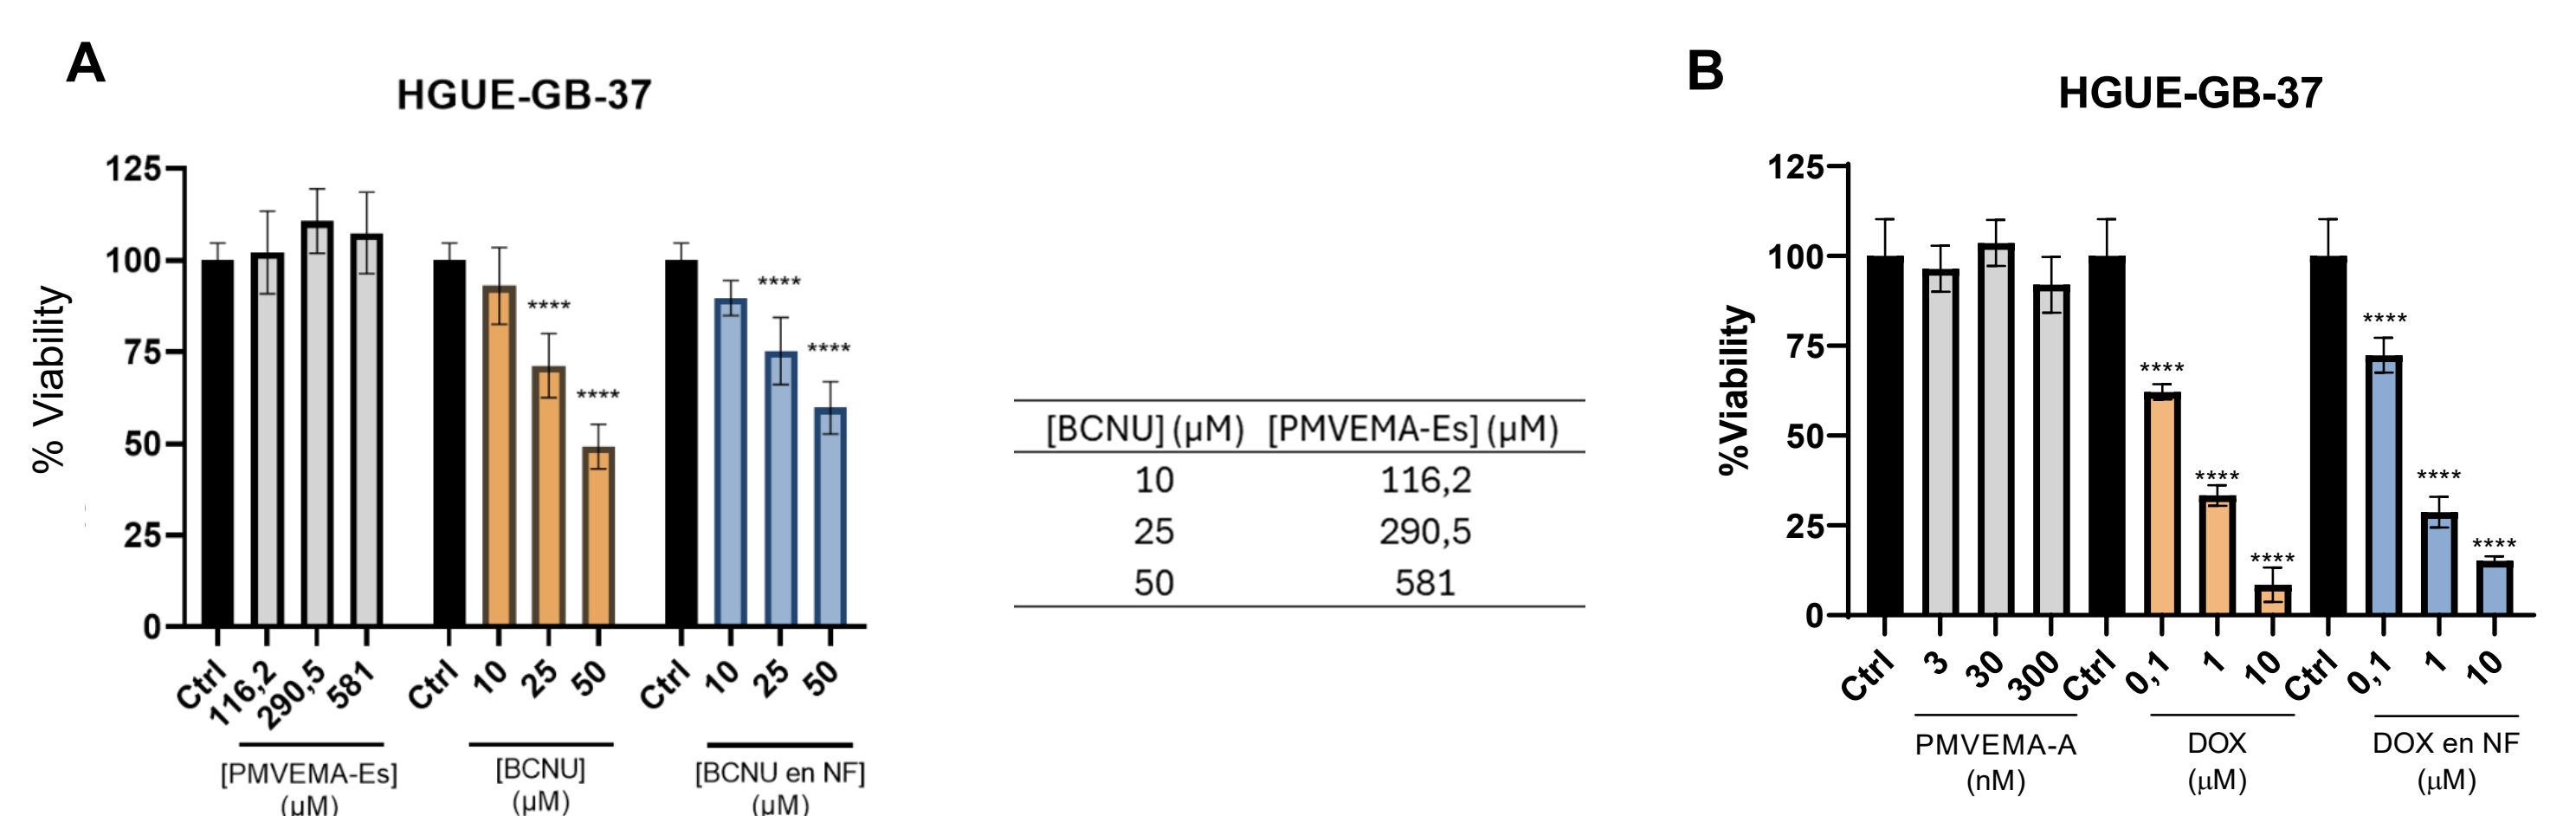 A
HGUE-GB-37
% Viability
125
100
75
50
25
0
**** **** **** ****
Ctrl 116,2 290,5 581 Ctrl 10 25 50 Ctrl 10 25 50
[PMVEMA-Es] [BCNU] [BCNU en NF]
(µM) (µM) (µM)
[BCNU] (µM) [PMVEMA-Es] (µM)
10 116,2
25 290,5
50 581
B
HGUE-GB-37
%Viability
125
100
75
50
25
0
**** **** **** **** **** ****
Ctrl 3 30 300 Ctrl 0,1 1 10 Ctrl 0,1 1 10
PMVEMA-A DOX DOX en NF
(nM) (µM) (µM)